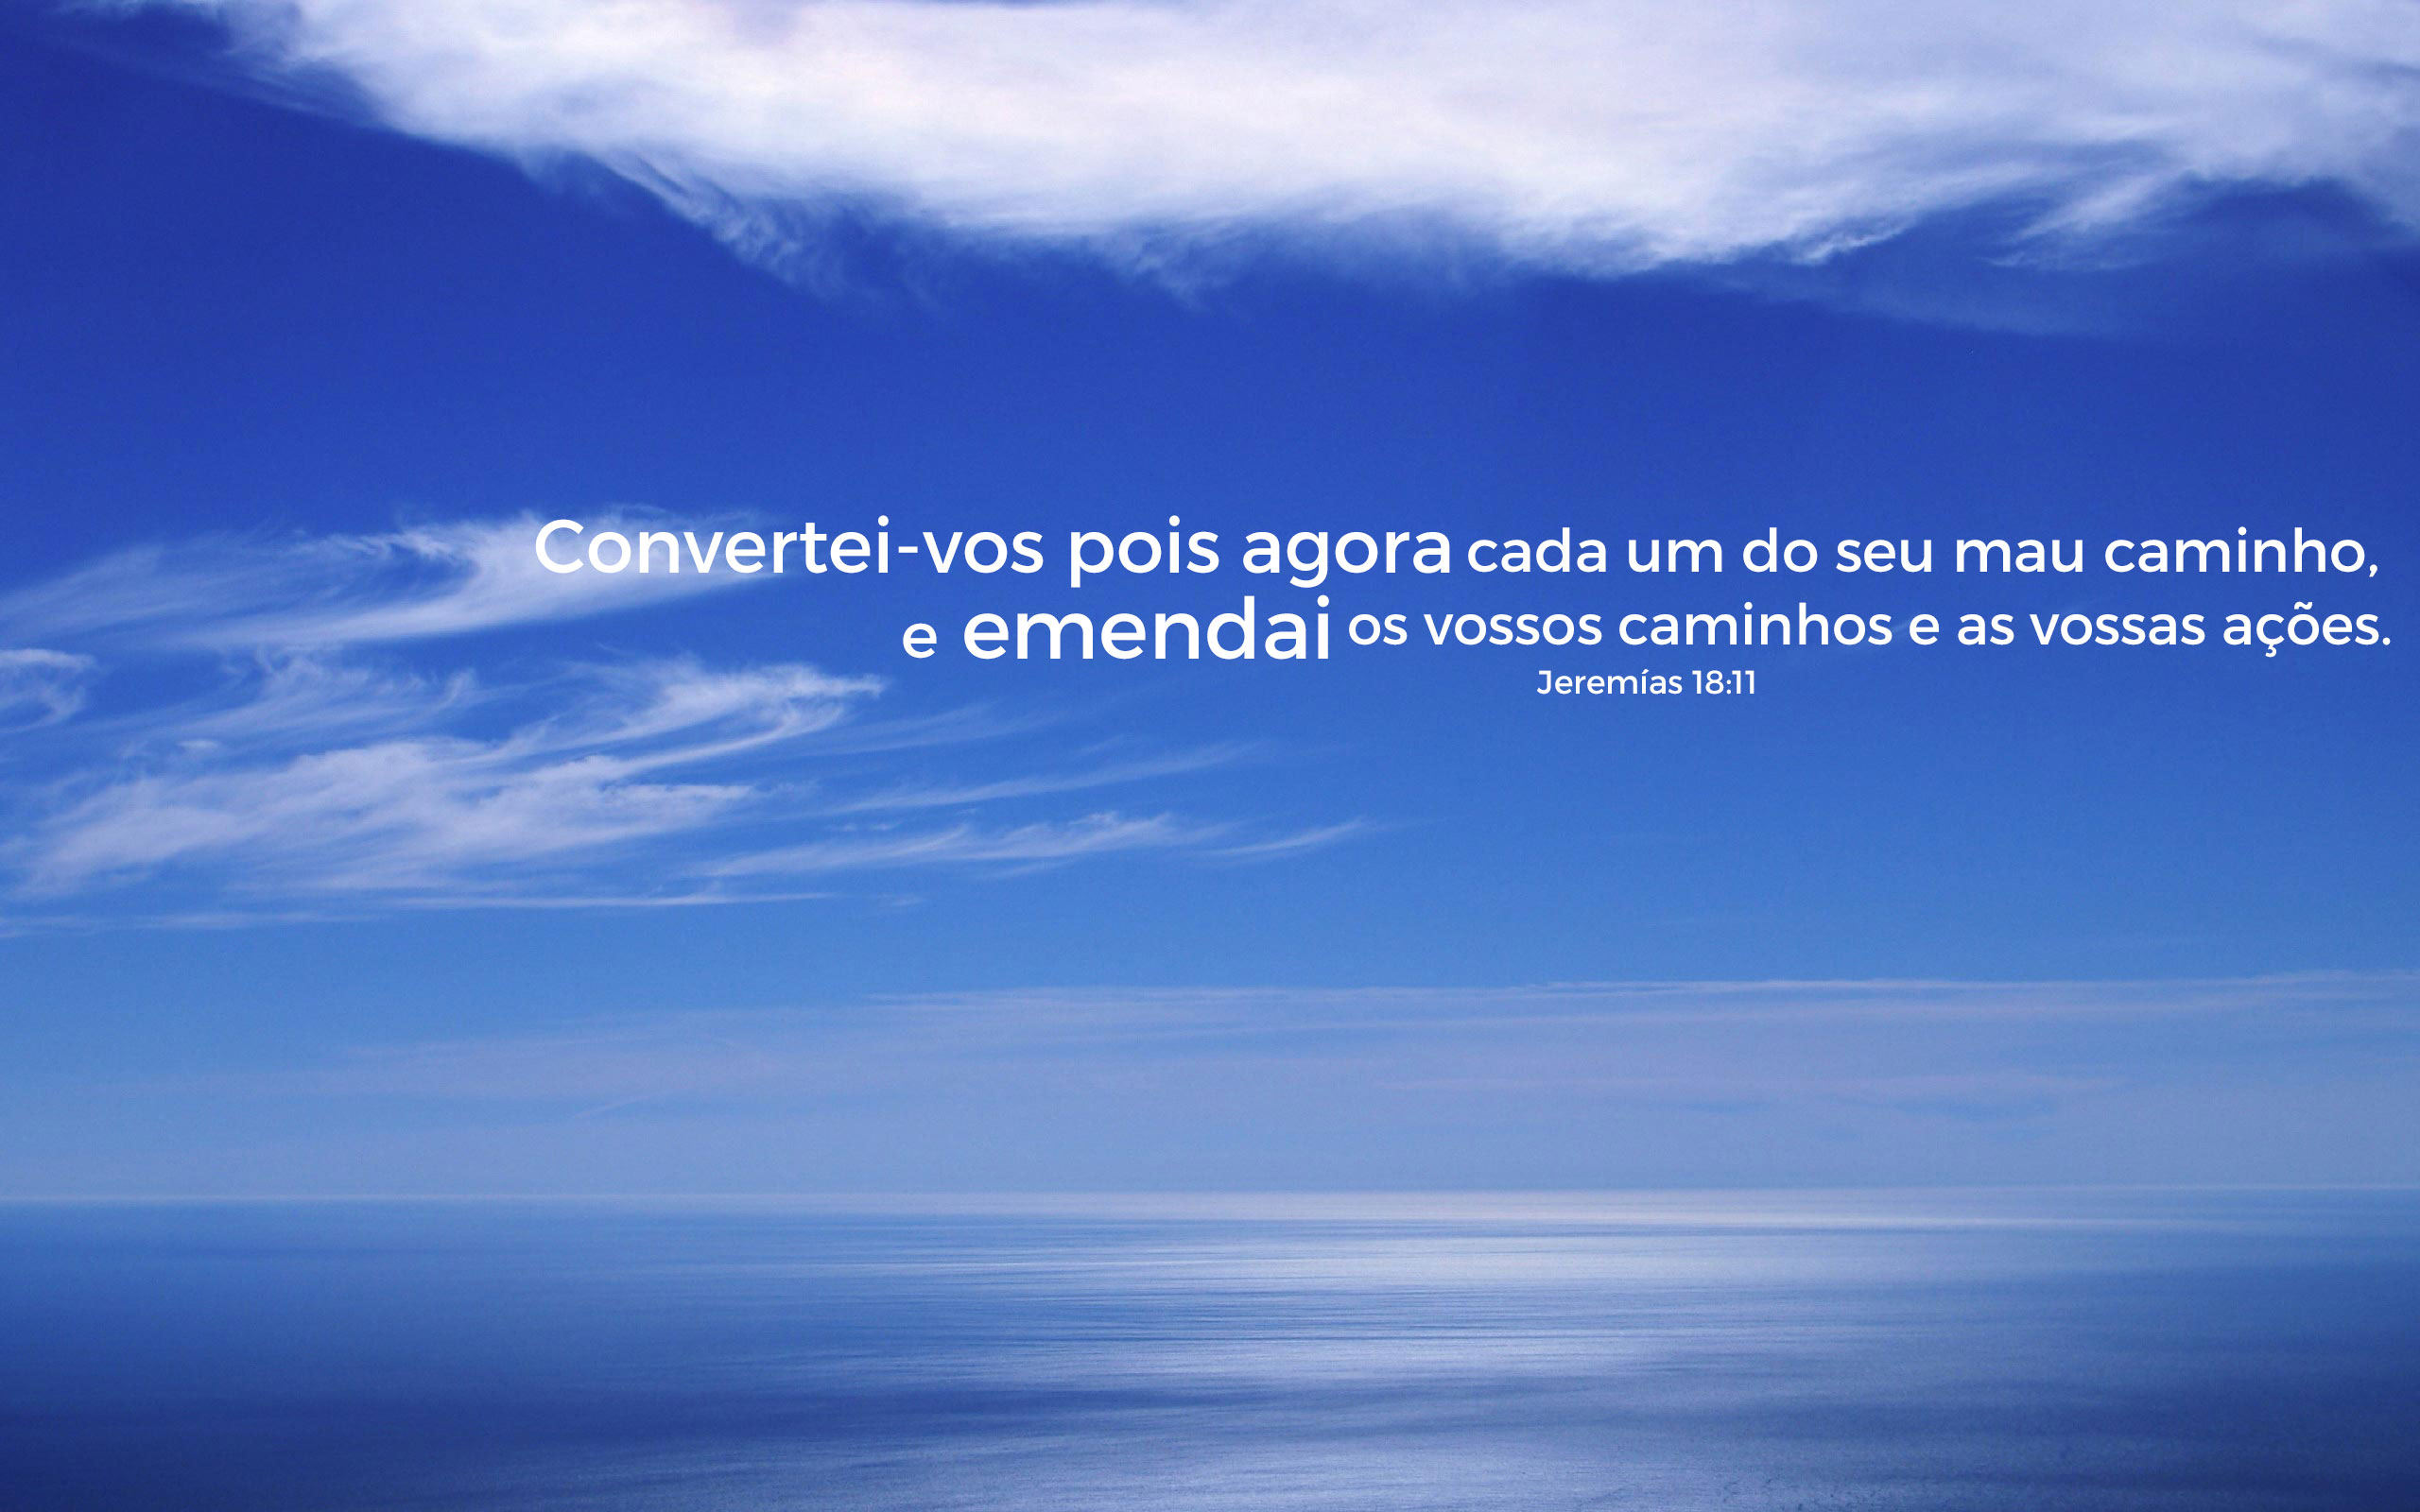 Convertei-vos pois agora cada um do seu mau caminho,
e emendai os vossos caminhos e as vossas ações.
Jeremías 18:11